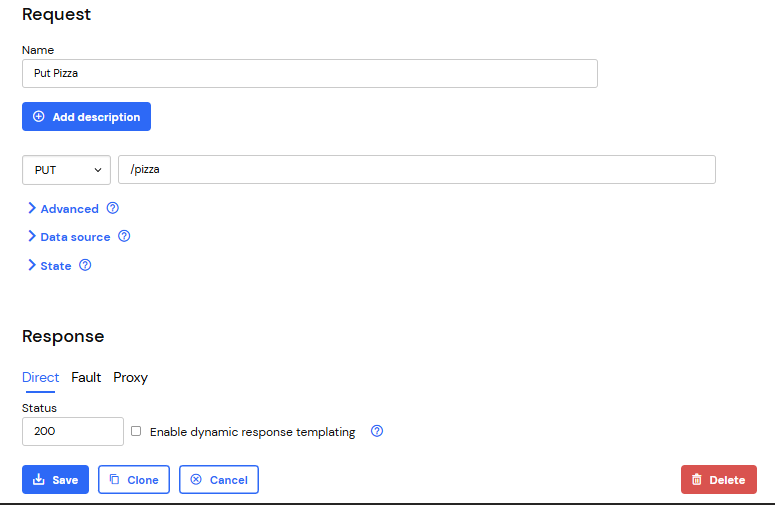 Request
Name
Put Pizza
Add description
PUT /pizza
Advanced ?
Data source ?
State ?
Response
Direct Fault Proxy
Status
200 Enable dynamic response templating ?
Save Clone Cancel Delete